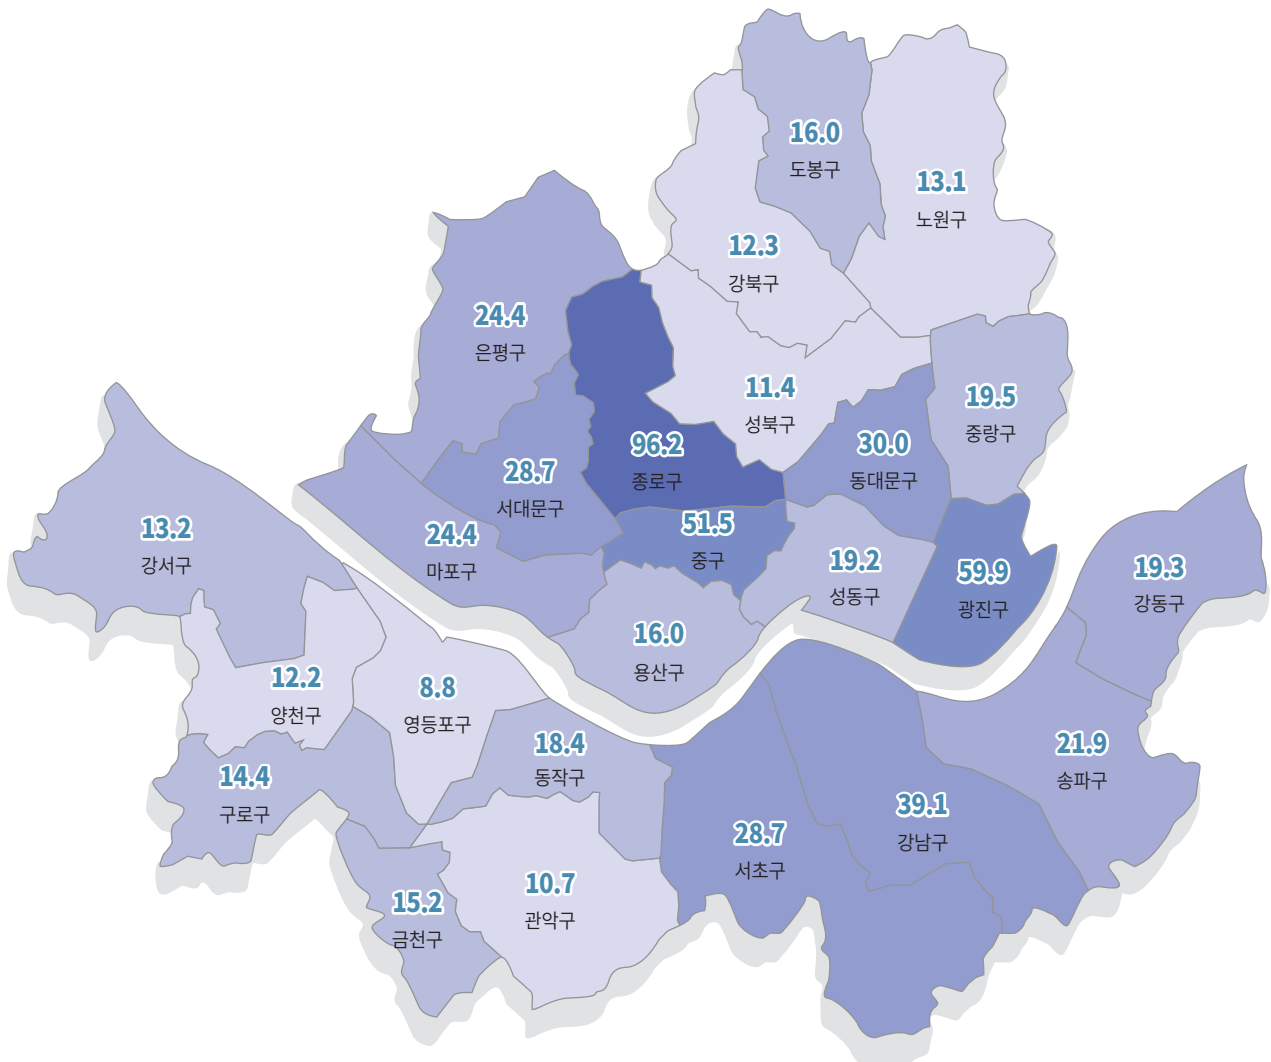 16.0
도봉구
13.1
노원구
12.3
강북구
24.4
은평구
11.4
성북구
19.5
중랑구
96.2
종로구
30.0
동대문구
28.7
서대문구
13.2
강서구
24.4
마포구
51.5
중구
19.2
성동구
59.9
광진구
19.3
강동구
16.0
용산구
12.2
양천구
8.8
영등포구
18.4
동작구
21.9
송파구
14.4
구로구
39.1
강남구
28.7
서초구
10.7
관악구
15.2
금천구